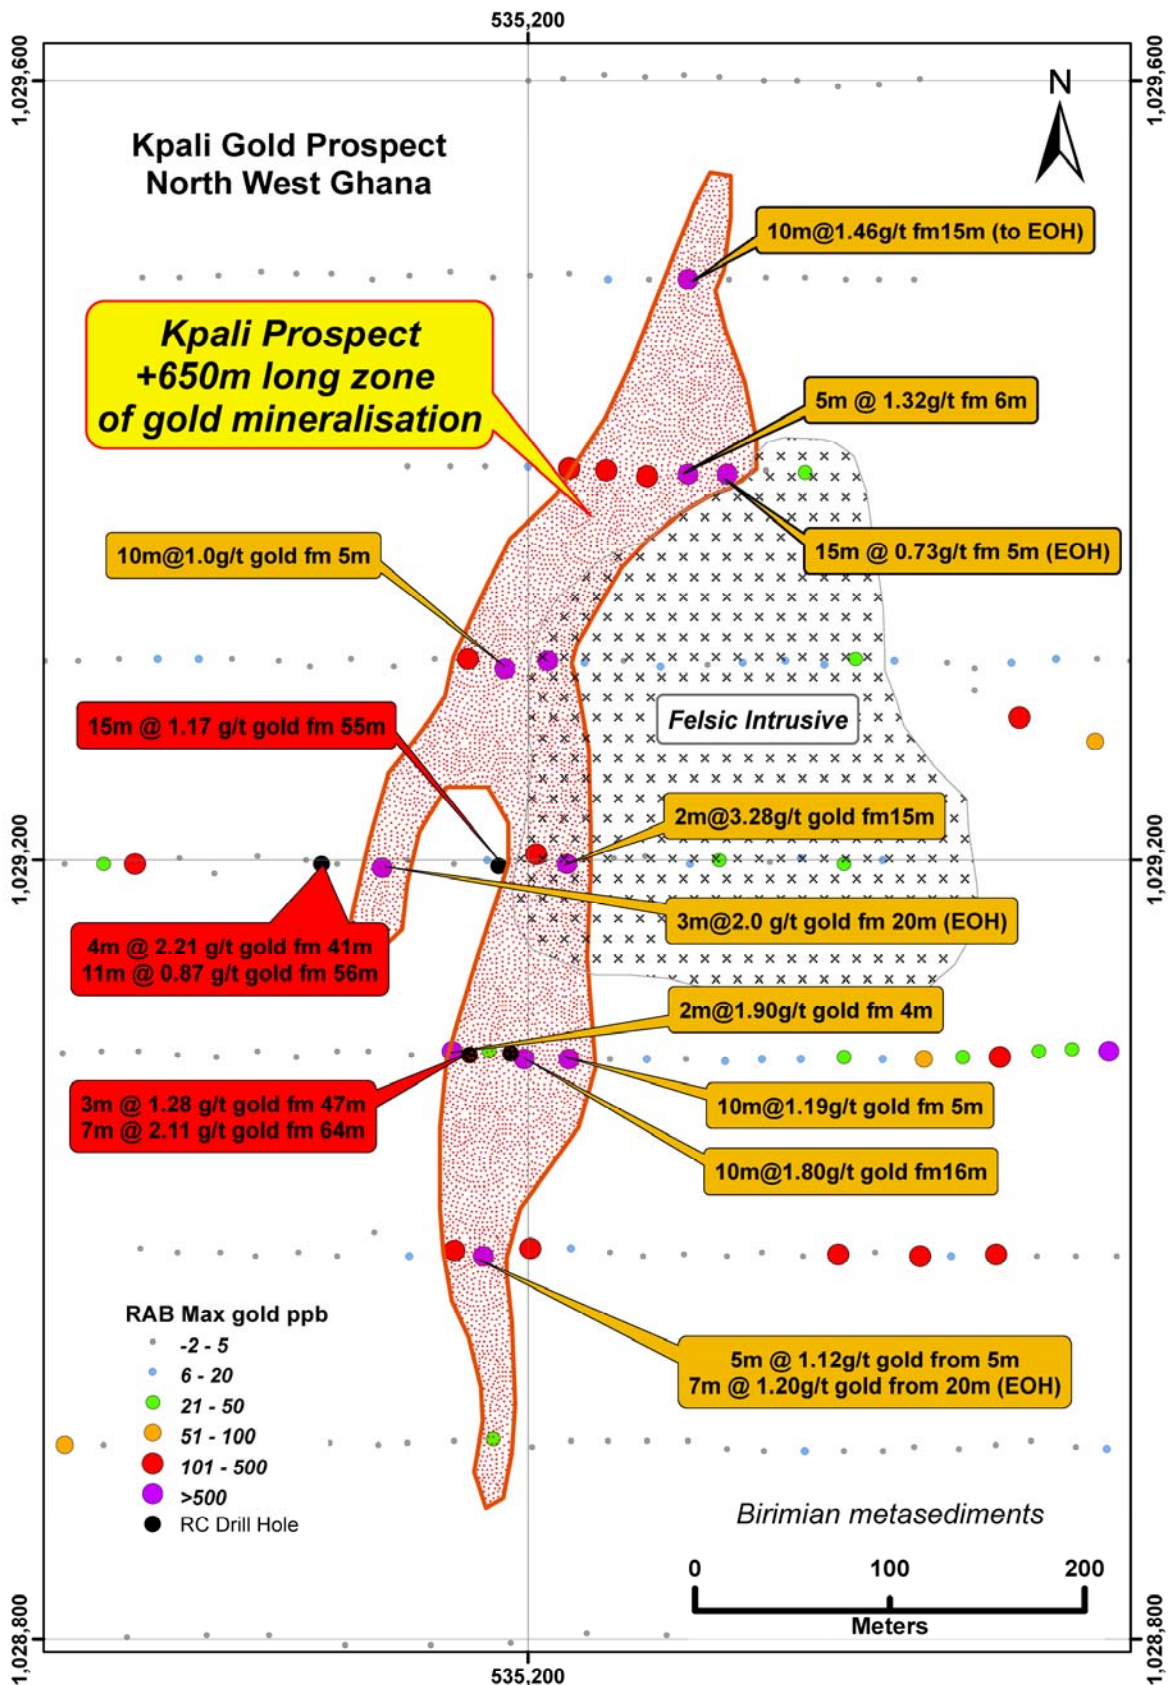 535,200
1,029,600
1,029,600
N
Kpali Gold Prospect
North West Ghana
10m@1.46g/t fm15m (to EOH)
Kpali Prospect
+650m long zone
of gold mineralisation
5m @ 1.32g/t fm 6m
15m @ 0.73g/t fm 5m (EOH)
10m@1.0g/t gold fm 5m
15m @ 1.17 g/t gold fm 55m
Felsic Intrusive
2m@3.28g/t gold fm15m
1,029,200
1,029,200
3m@2.0 g/t gold fm 20m (EOH)
4m @ 2.21 g/t gold fm 41m
11m @ 0.87 g/t gold fm 56m
2m@1.90g/t gold fm 4m
3m @ 1.28 g/t gold fm 47m
7m @ 2.11 g/t gold fm 64m
10m@1.19g/t gold fm 5m
10m@1.80g/t gold fm16m
RAB Max gold ppb
-2 - 5
6 - 20
21 - 50
51 - 100
101 - 500
>500
RC Drill Hole
5m @ 1.12g/t gold from 5m
7m @ 1.20g/t gold from 20m (EOH)
Birimian metasediments
0 100 200
Meters
1,028,800
1,028,800
535,200